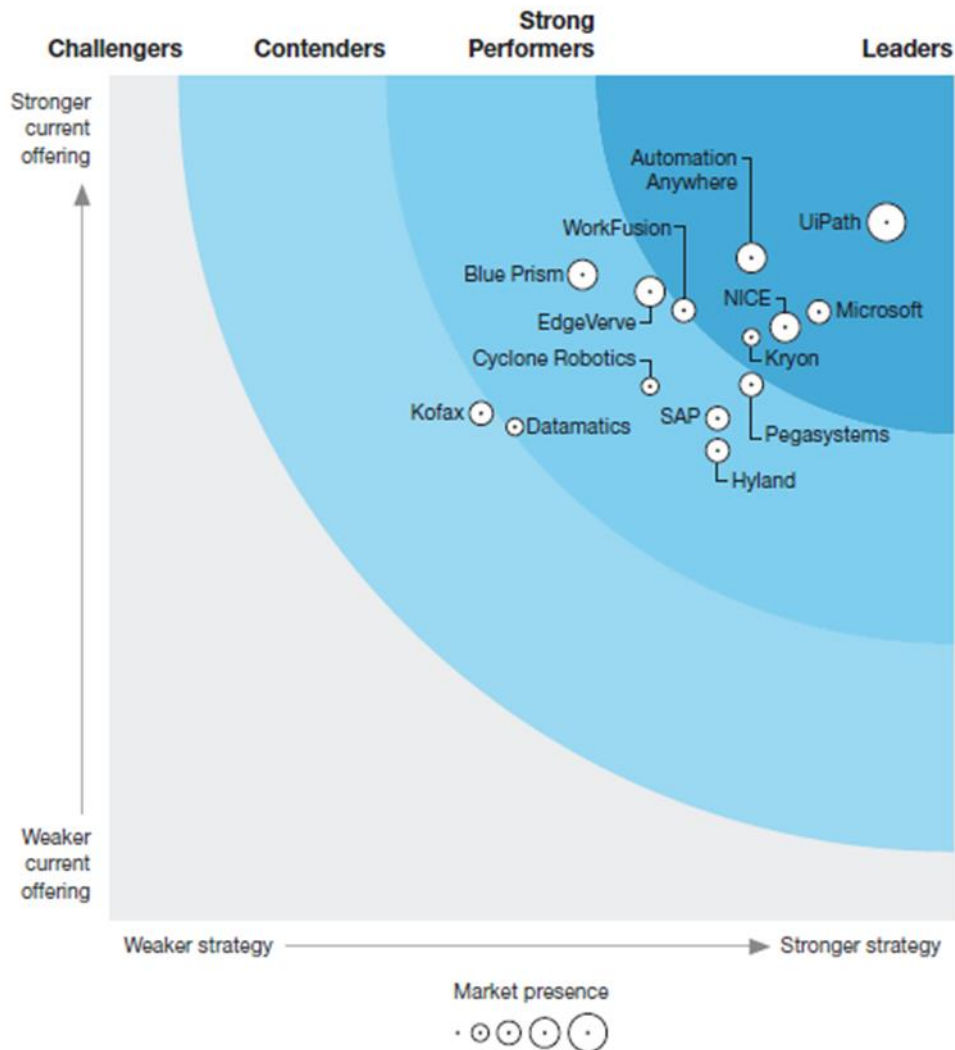 Challengers
Contenders
Strong
Performers
Leaders
Stronger
current
offering
Automation
Anywhere
UiPath
WorkFusion
Blue Prism
NICE
Microsoft
EdgeVerve
Cyclone Robotics
Kryon
Kofax
Datamatics
SAP
Pegasystems
Hyland
Weaker
current
offering
Weaker strategy
Stronger strategy
Market presence